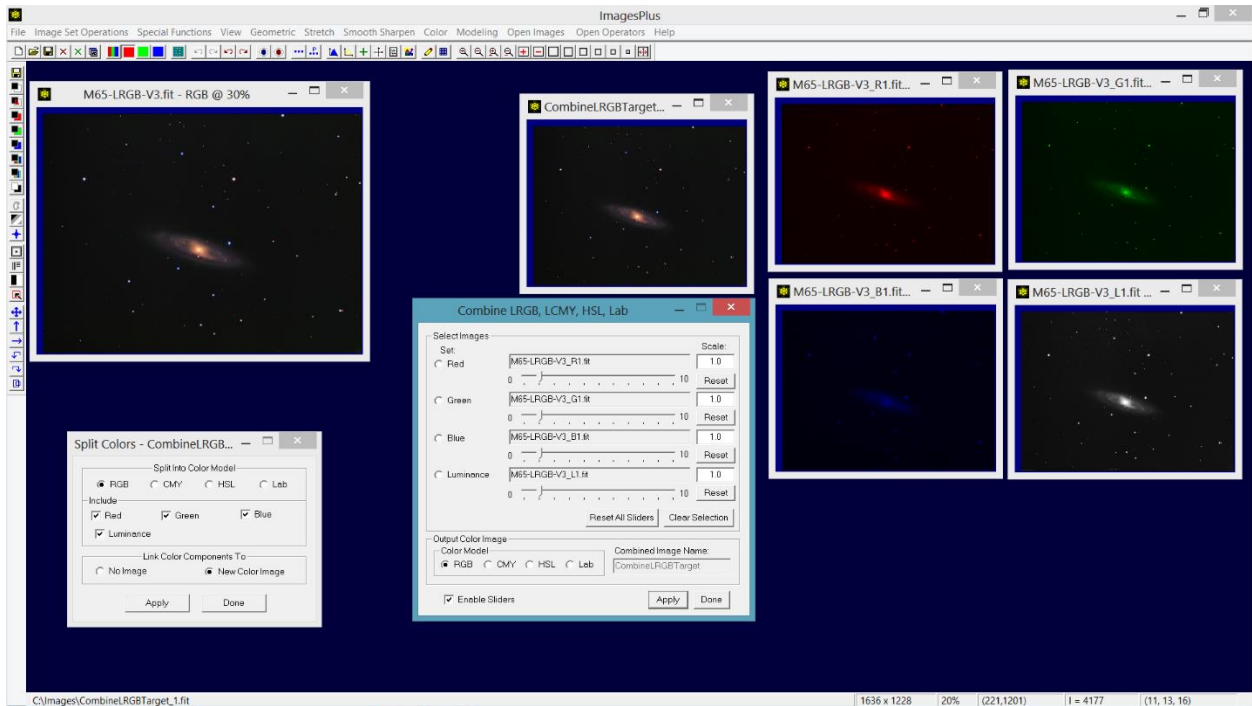 ImagesPlus
File Image Set Operations Special Functions View Geometric Stretch Smooth Sharpen Color Modeling Open Images Open Operators Help
M65-LRGB-V3.fit - RGB @ 30%
CombineLRGBTarget...
M65-LRGB-V3_R1.fit...
M65-LRGB-V3_G1.fit...
M65-LRGB-V3_B1.fit...
M65-LRGB-V3_L1.fit ...
Combine LRGB, LCMY, HSL, Lab
Select Images
Set:
Scale:
Red M65-LRGB-V3_R1.fit 1.0
0 10 Reset
Green M65-LRGB-V3_G1.fit 1.0
0 10 Reset
Blue M65-LRGB-V3_B1.fit 1.0
0 10 Reset
Luminance M65-LRGB-V3_L1.fit 1.0
0 10 Reset
Reset All Sliders Clear Selection
Output Color Image
Color Model Combined Image Name:
RGB CMY HSL Lab CombineLRGBTarget
Enable Sliders Apply Done
Split Colors - CombineLRGB...
Split Into Color Model
RGB CMY HSL Lab
Include
Red Green Blue
Luminance
Link Color Components To
No Image New Color Image
Apply Done
C:\Images\CombineLRGBTarget_1.fit 1636 x 1228 20% (221,1201) I = 4177 (11, 13, 16)